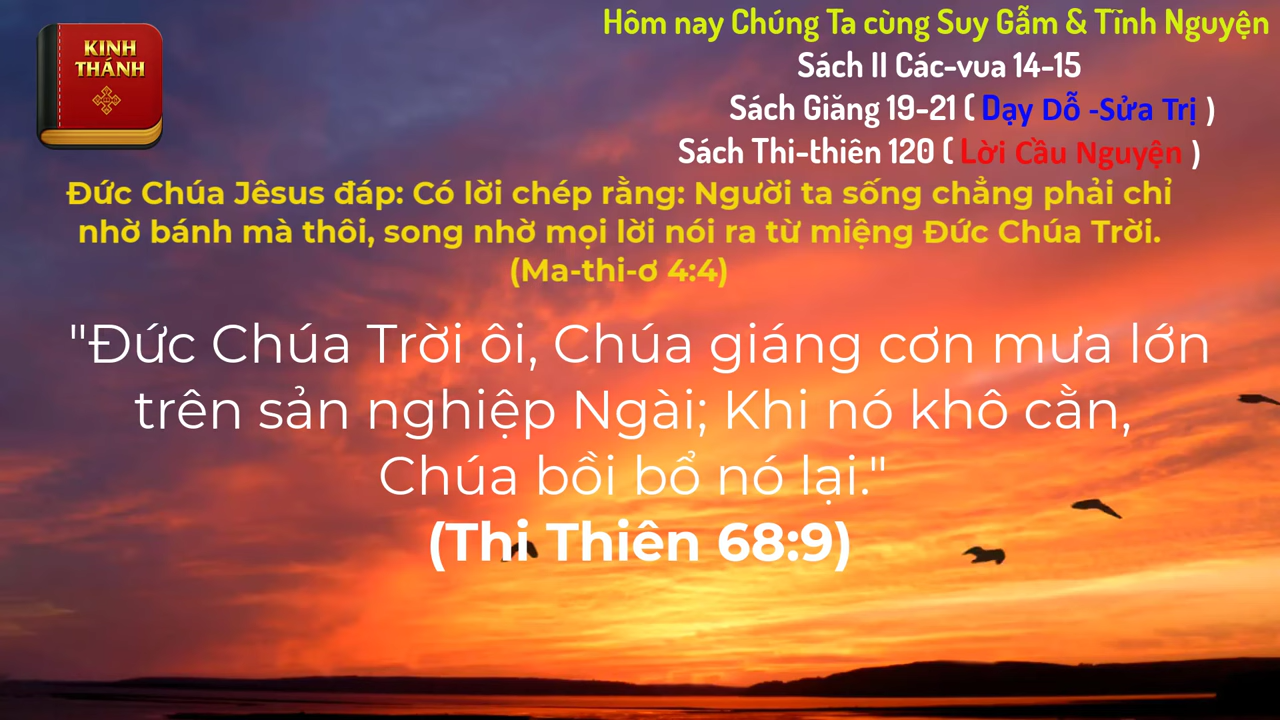 KINH
THÁNH
Hôm nay Chúng Ta cùng Suy Gẫm & Tĩnh Nguyện
Sách II Các-vua 14-15
Sách Giăng 19-21 ( Dạy Dỗ -Sửa Trị )
Sách Thi-thiên 120 ( Lời Cầu Nguyện )
Đức Chúa Jêsus đáp: Có lời chép rằng: Người ta sống chẳng phải chỉ
nhờ bánh mà thôi, song nhờ mọi lời nói ra từ miệng Đức Chúa Trời.
(Ma-thi-ơ 4:4)
"Đức Chúa Trời ôi, Chúa giáng cơn mưa lớn
trên sản nghiệp Ngài; Khi nó khô cằn,
Chúa bồi bổ nó lại."
(Thi Thiên 68:9)